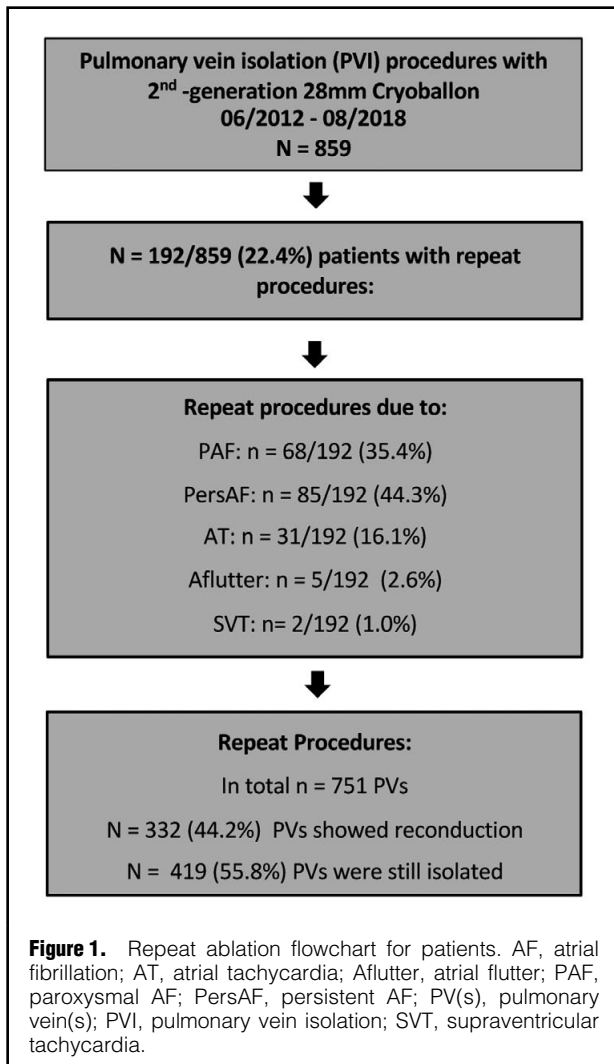 Pulmonary vein isolation (PVI) procedures with
2nd -generation 28mm Cryoballon
06/2012 - 08/2018
N = 859
N = 192/859 (22.4%) patients with repeat
procedures:
Repeat procedures due to:
PAF: n = 68/192 (35.4%)
PersAF: n = 85/192 (44.3%)
AT: n = 31/192 (16.1%)
Aflutter: n = 5/192 (2.6%)
SVT: n= 2/192 (1.0%)
Repeat Procedures:
In total n = 751 PVs
N = 332 (44.2%) PVs showed reconduction
N = 419 (55.8%) PVs were still isolated
Figure 1. Repeat ablation flowchart for patients. AF, atrial
fibrillation; AT, atrial tachycardia; Aflutter, atrial flutter; PAF,
paroxysmal AF; PersAF, persistent AF; PV(s), pulmonary
vein(s); PVI, pulmonary vein isolation; SVT, supraventricular
tachycardia.